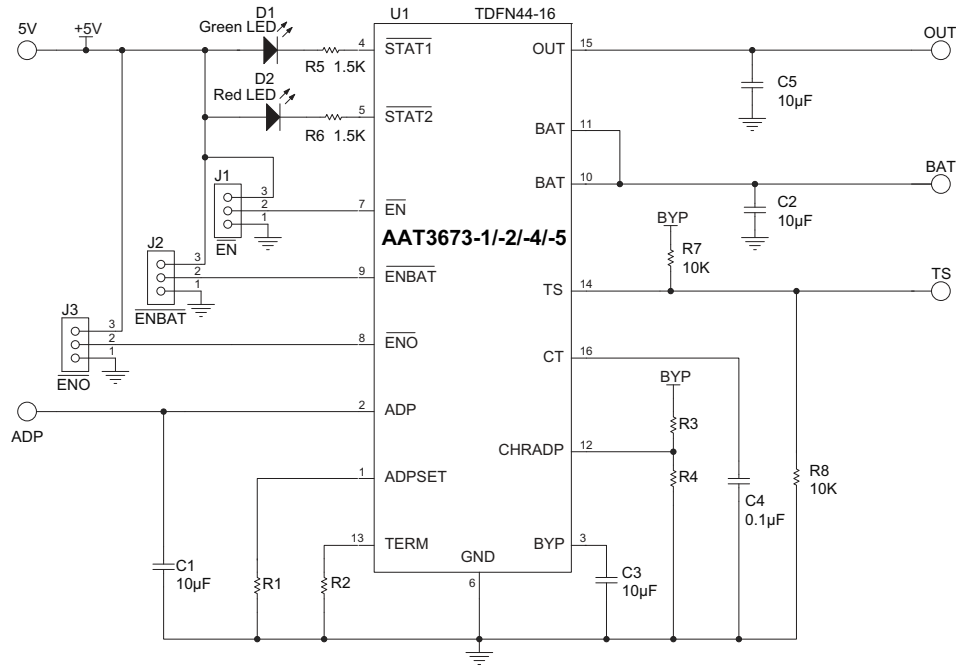 D1
U1
TDFN44-16
5V
+5V
Green LED
4
STAT1
OUT
15
OUT
R5 1.5K
C5
10µF
D2
Red LED
5
STAT2
BAT
11
R6 1.5K
BAT
10
BAT
J1
3
2
1
7
EN
EN
C2
10µF
BYP
AAT3673-1/-2/-4/-5
R7
10K
J2
3
2
1
9
ENBAT
ENBAT
TS
14
TS
J3
3
2
1
8
ENO
ENO
CT
16
BYP
ADP
2
ADP
R3
CHRADP
12
R4
1
ADPSET
R8
10K
C4
0.1µF
13
TERM
BYP
3
GND
6
C1
10µF
R1
R2
C3
10µF